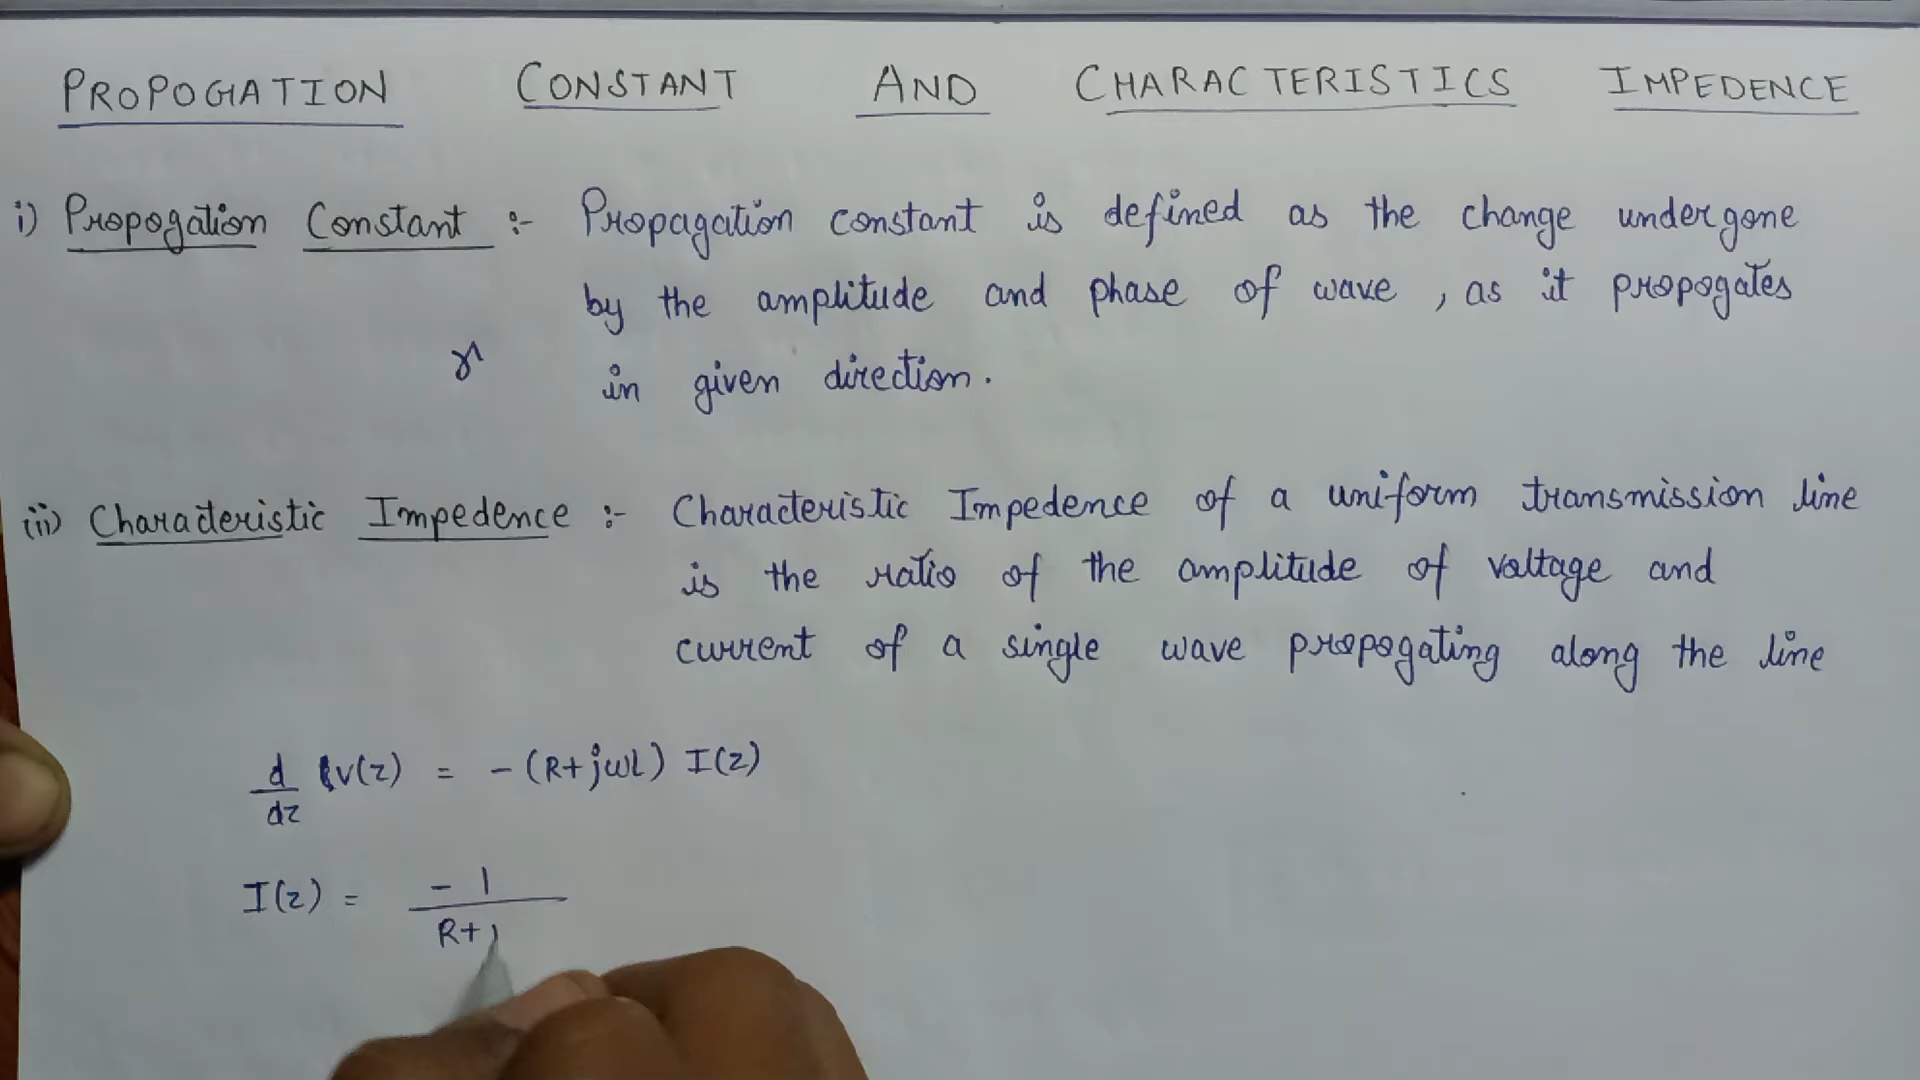 PROPOGATION CONSTANT AND CHARACTERISTICS IMPEDENCE
i) Propogation Constant :- Propagation constant is defined as the change undergone
by the amplitude and phase of wave, as it propogates
γ in given direction.
(ii) Characteristic Impedence :- Characteristic Impedence of a uniform transmission line
is the ratio of the amplitude of voltage and
current of a single wave propogating along the line
d/dz V(z) = - (R+jωL) I(z)
I(z) = - 1 / R+j